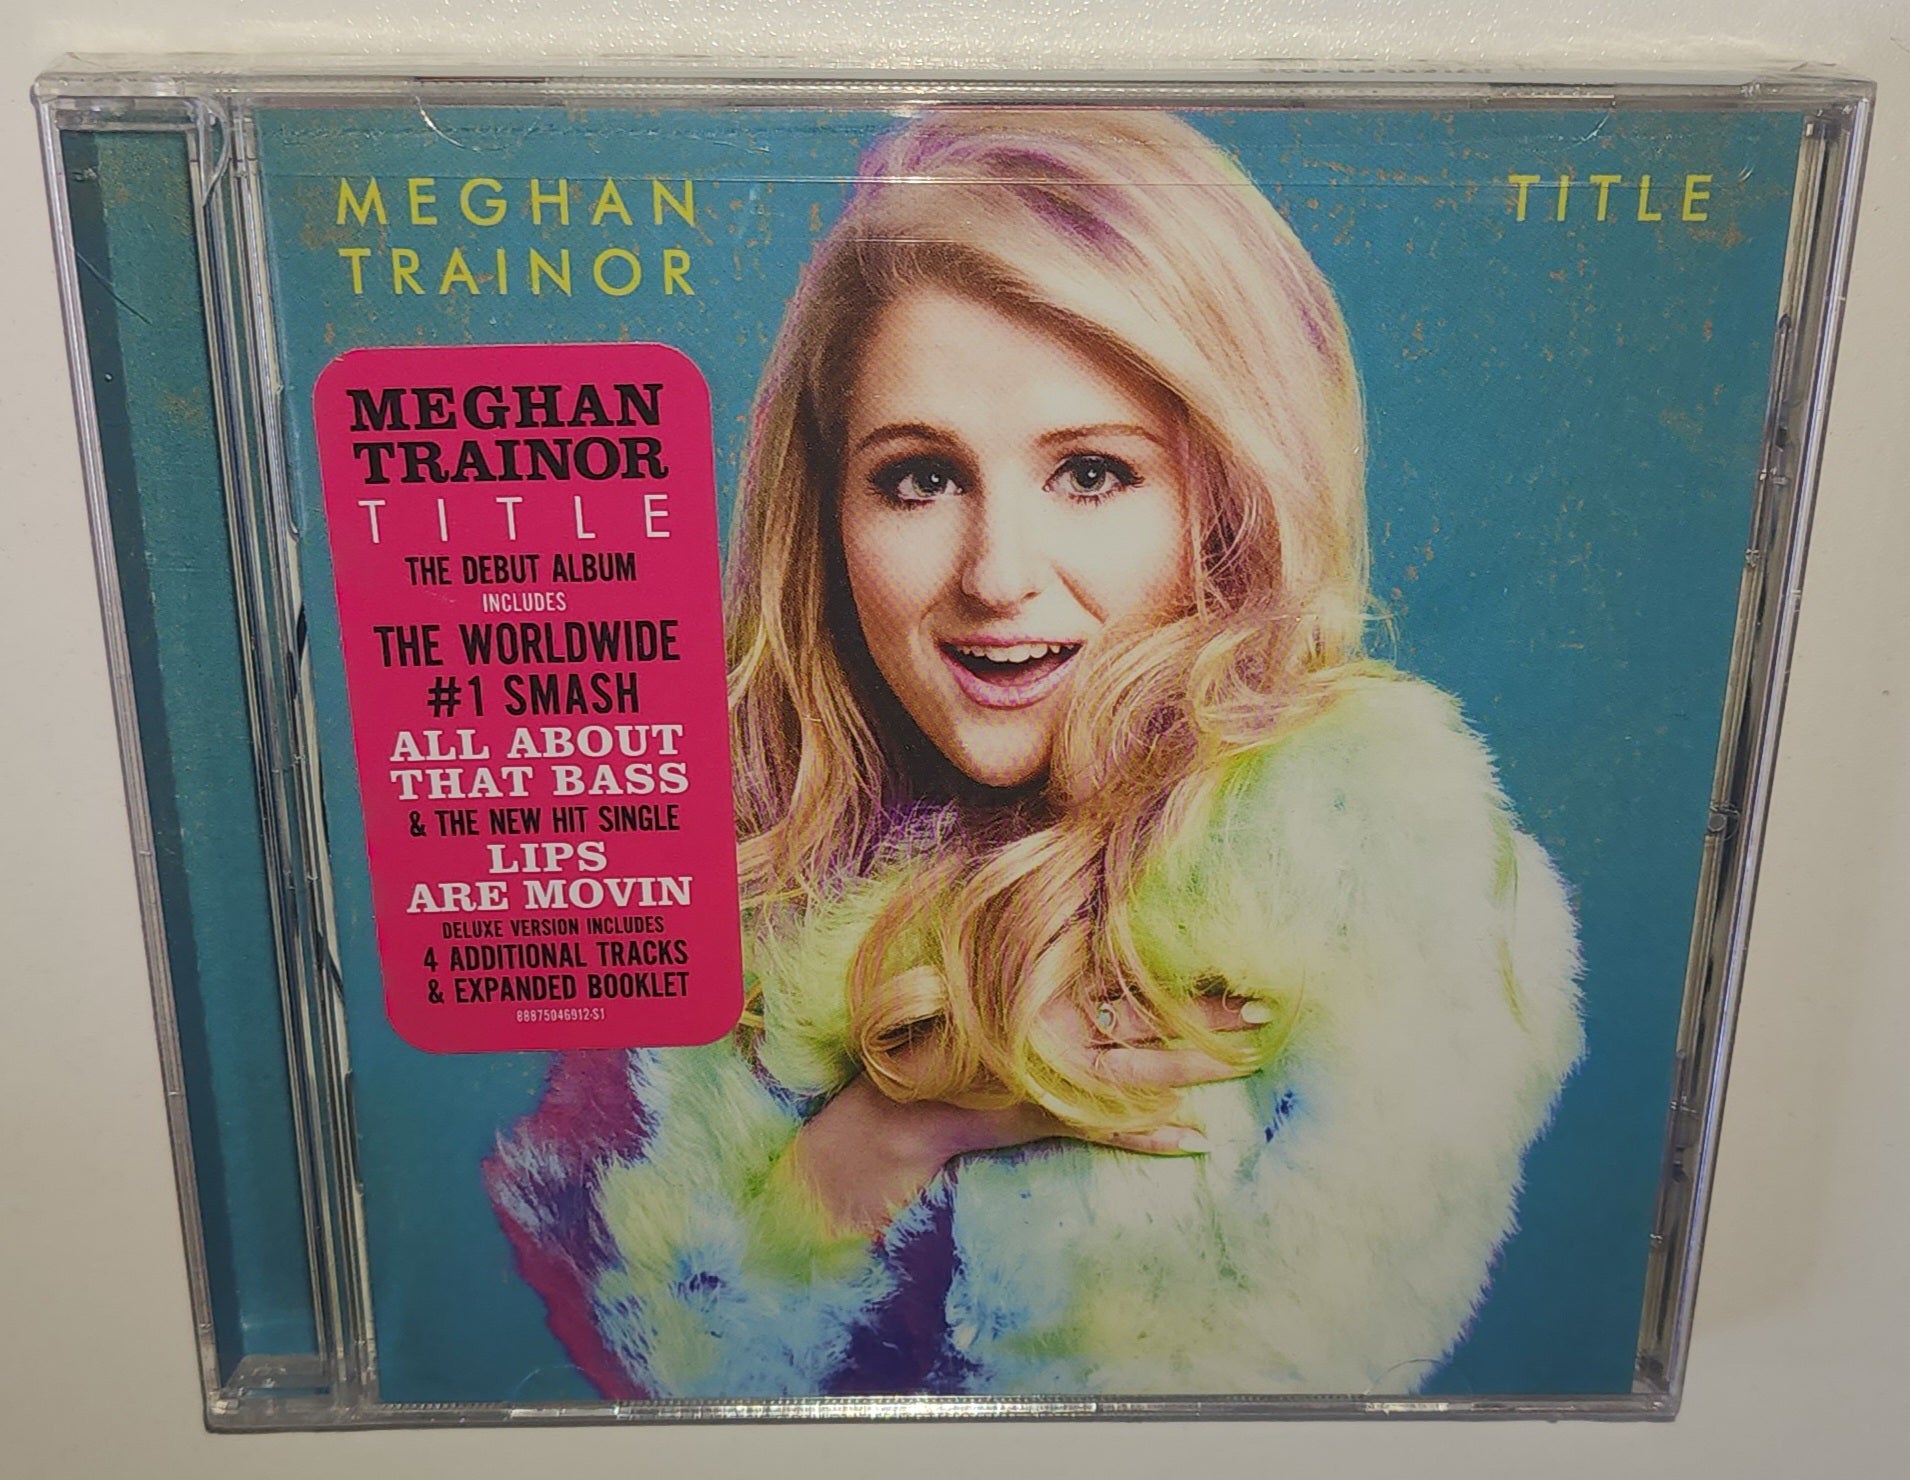 MEGHAN
TRAINOR
TITLE
MEGHAN
TRAINOR
TITLE
THE DEBUT ALBUM
INCLUDES
THE WORLDWIDE
#1 SMASH
ALL ABOUT
THAT BASS
& THE NEW HIT SINGLE
LIPS
ARE MOVIN
DELUXE VERSION INCLUDES
4 ADDITIONAL TRACKS
& EXPANDED BOOKLET
88875046912-S1